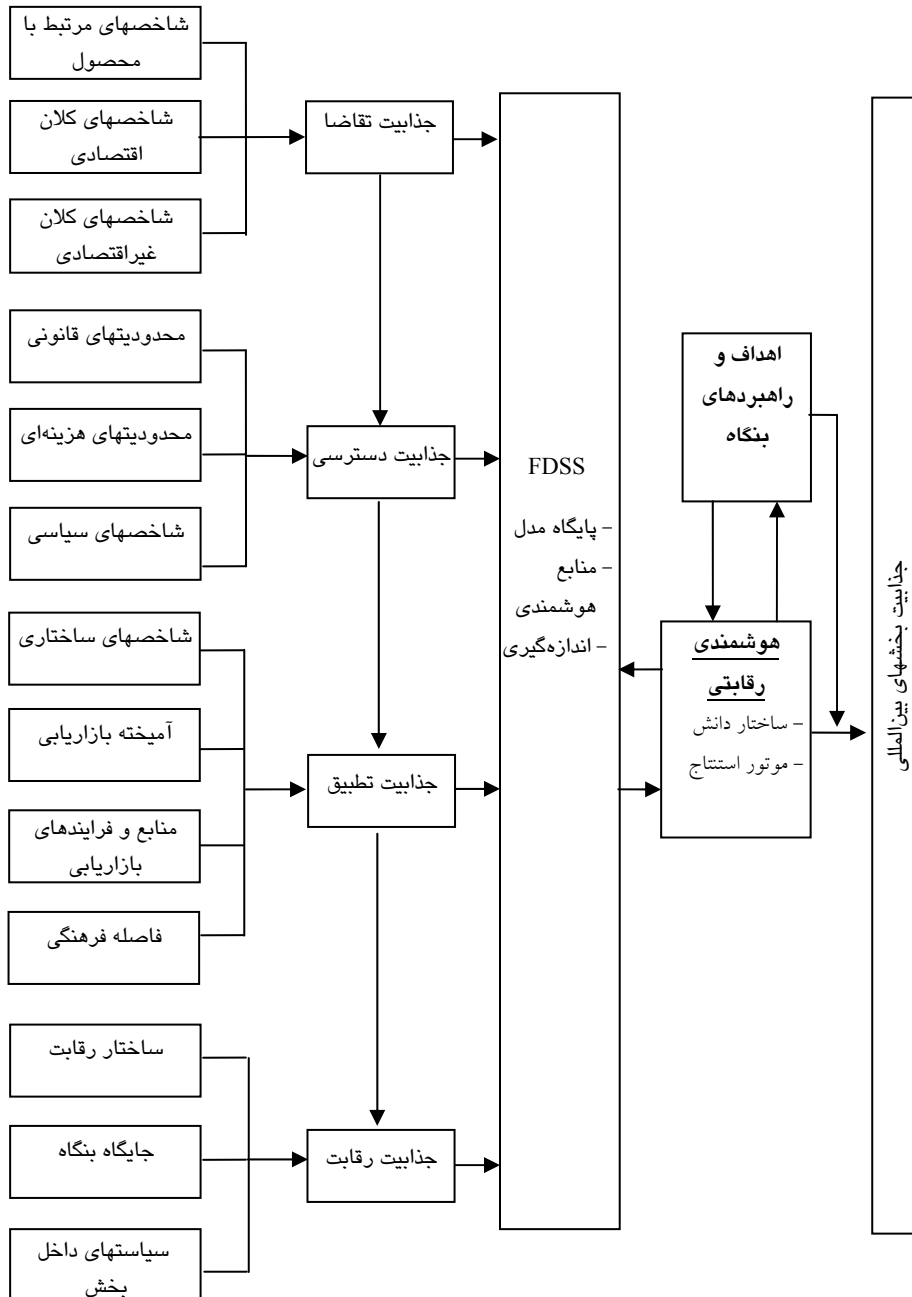 شاخصهای مرتبط با
محصول
شاخصهای کلان
اقتصادی
شاخصهای کلان
غیراقتصادی
محدودیتهای قانونی
محدودیتهای هزینه‌ای
شاخصهای سیاسی
شاخصهای ساختاری
آمیخته بازاریابی
منابع و فرایندهای
بازاریابی
فاصله فرهنگی
ساختار رقابت
جایگاه بنگاه
سیاستهای داخل
بخش
جذابیت تقاضا
جذابیت دسترسی
جذابیت تطبیق
جذابیت رقابت
FDSS
- پایگاه مدل
- منابع
هوشمندی
- اندازه‌گیری
اهداف و
راهبردهای
بنگاه
هوشمندی
رقابتی
- ساختار دانش
- موتور استنتاج
جذابیت بخشهای بین‌المللی